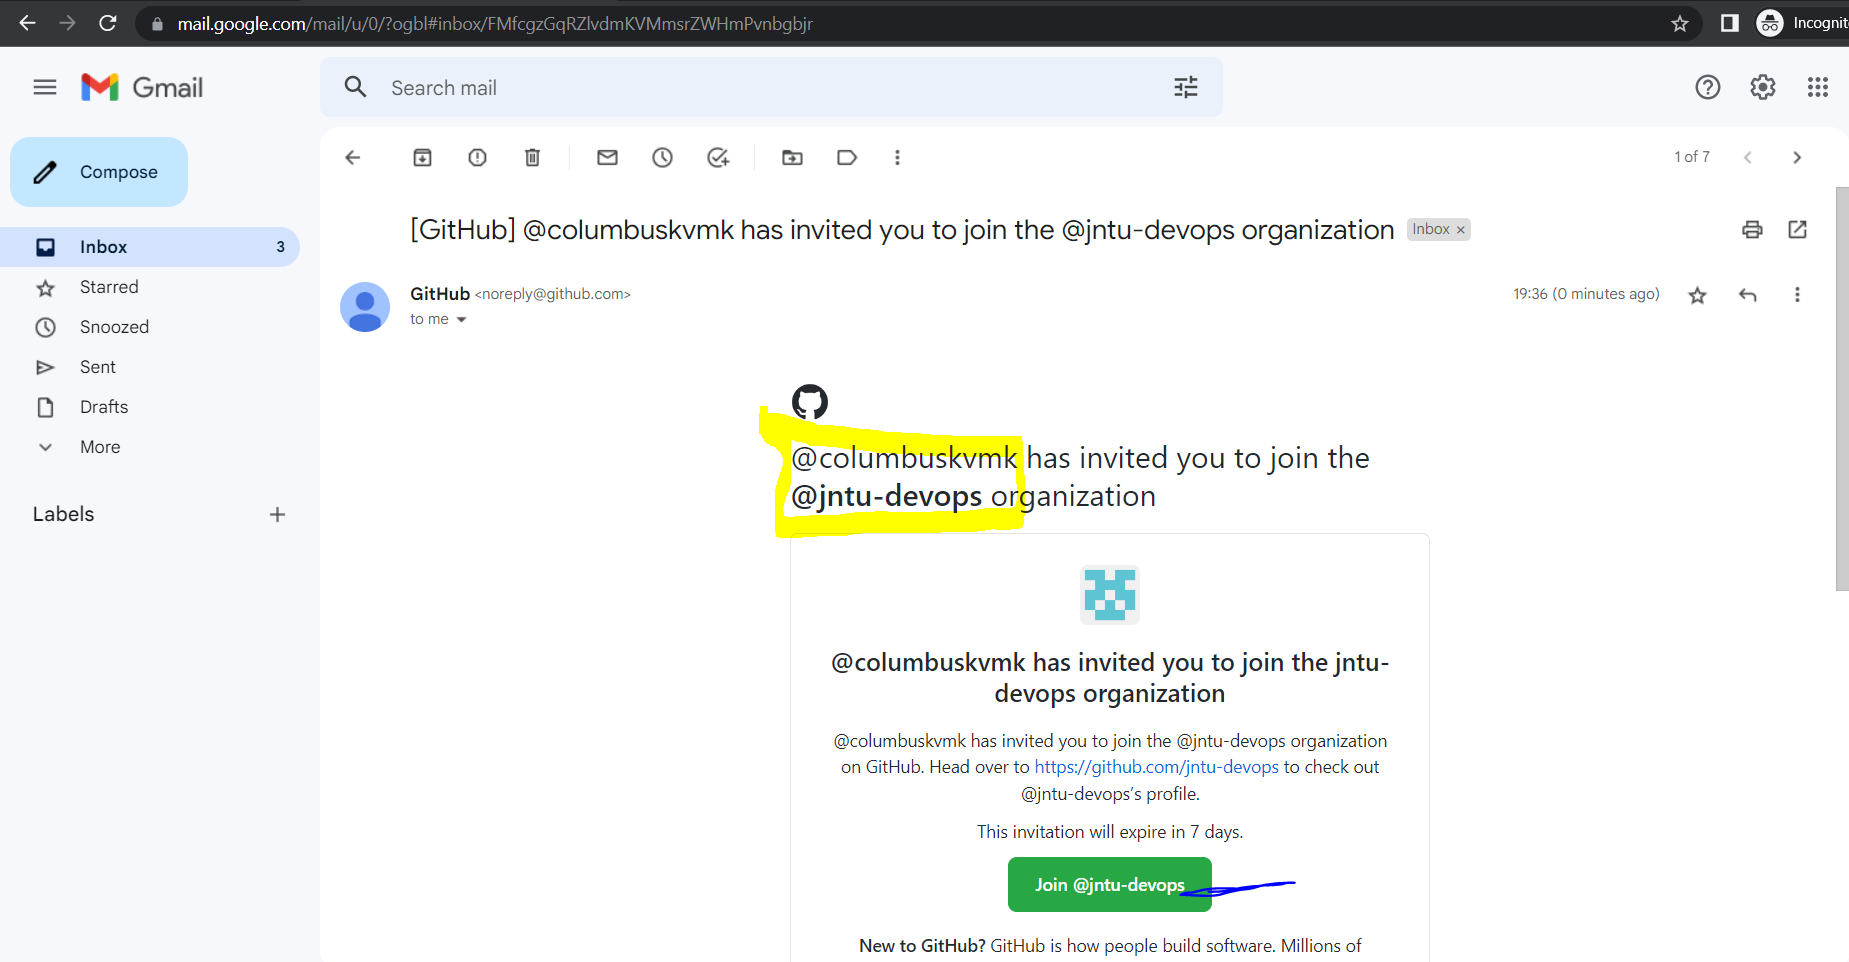 mail.google.com/mail/u/0/?ogbl#inbox/FMfcgzGqRZlvdmKVMmsrZWHmPvnbgbjr
Incognit
Gmail
Search mail
Compose
1 of 7
Inbox 3
Starred
Snoozed
Sent
Drafts
More
Labels
[GitHub] @columbuskvmk has invited you to join the @jntu-devops organization Inbox ×
GitHub <noreply@github.com>
19:36 (0 minutes ago)
to me
@columbuskvmk has invited you to join the
@jntu-devops organization
@columbuskvmk has invited you to join the jntu-
devops organization
@columbuskvmk has invited you to join the @jntu-devops organization
on GitHub. Head over to https://github.com/jntu-devops to check out
@jntu-devops’s profile.
This invitation will expire in 7 days.
Join @jntu-devops
New to GitHub? GitHub is how people build software. Millions of